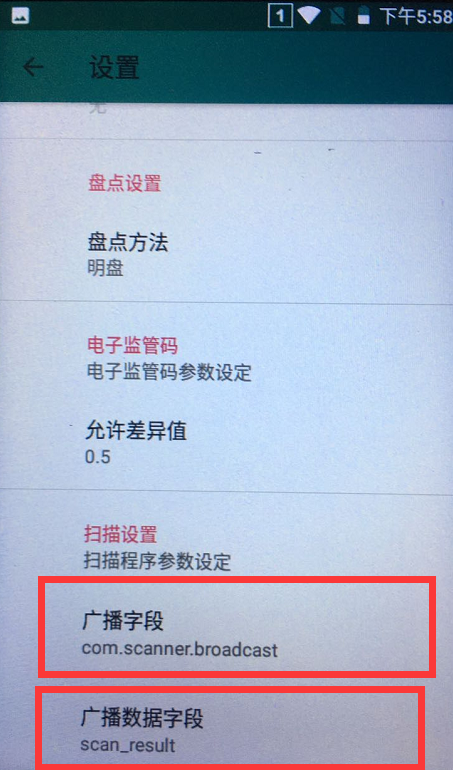 1 下午5:58
设置
无
盘点设置
盘点方法
明盘
电子监管码
电子监管码参数设定
允许差异值
0.5
扫描设置
扫描程序参数设定
广播字段
com.scanner.broadcast
广播数据字段
scan_result